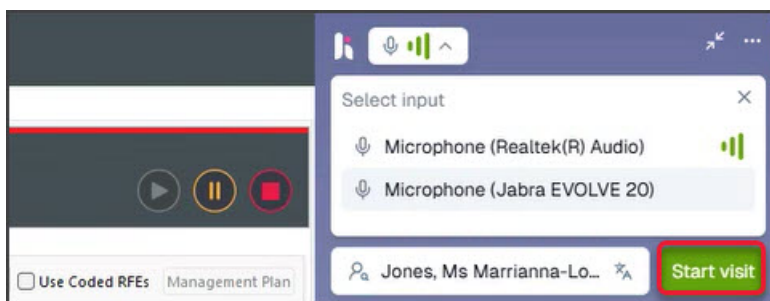 Select input
Microphone (Realtek(R) Audio)
Microphone (Jabra EVOLVE 20)
Use Coded RFEs Management Plan
Jones, Ms Marrianna-Lo... Start visit